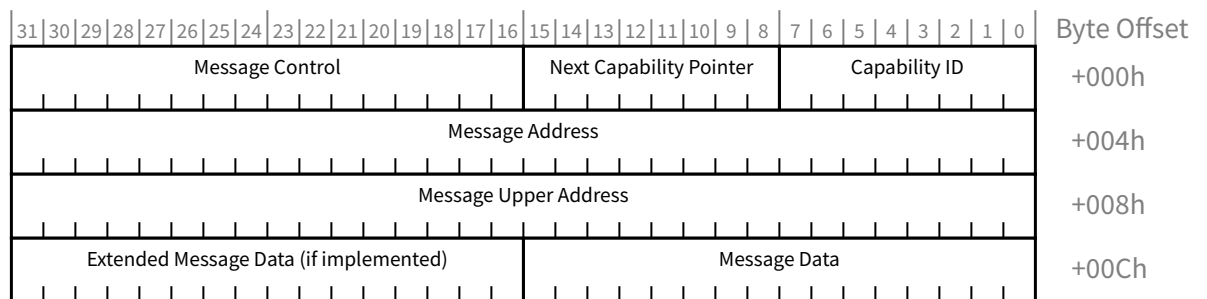 31 30 29 28 27 26 25 24 23 22 21 20 19 18 17 16 15 14 13 12 11 10 9 8 7 6 5 4 3 2 1 0 Byte Offset
Message Control Next Capability Pointer Capability ID +000h
Message Address +004h
Message Upper Address +008h
Extended Message Data (if implemented) Message Data +00Ch